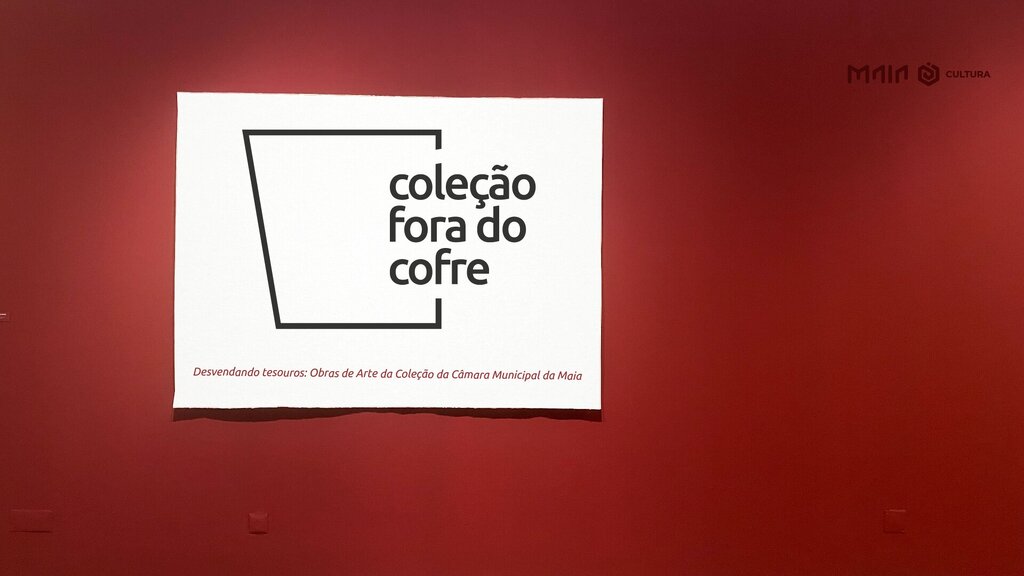 MAIA CULTURA
coleção
fora do
cofre
Desvendando tesouros: Obras de Arte da Coleção da Câmara Municipal da Maia